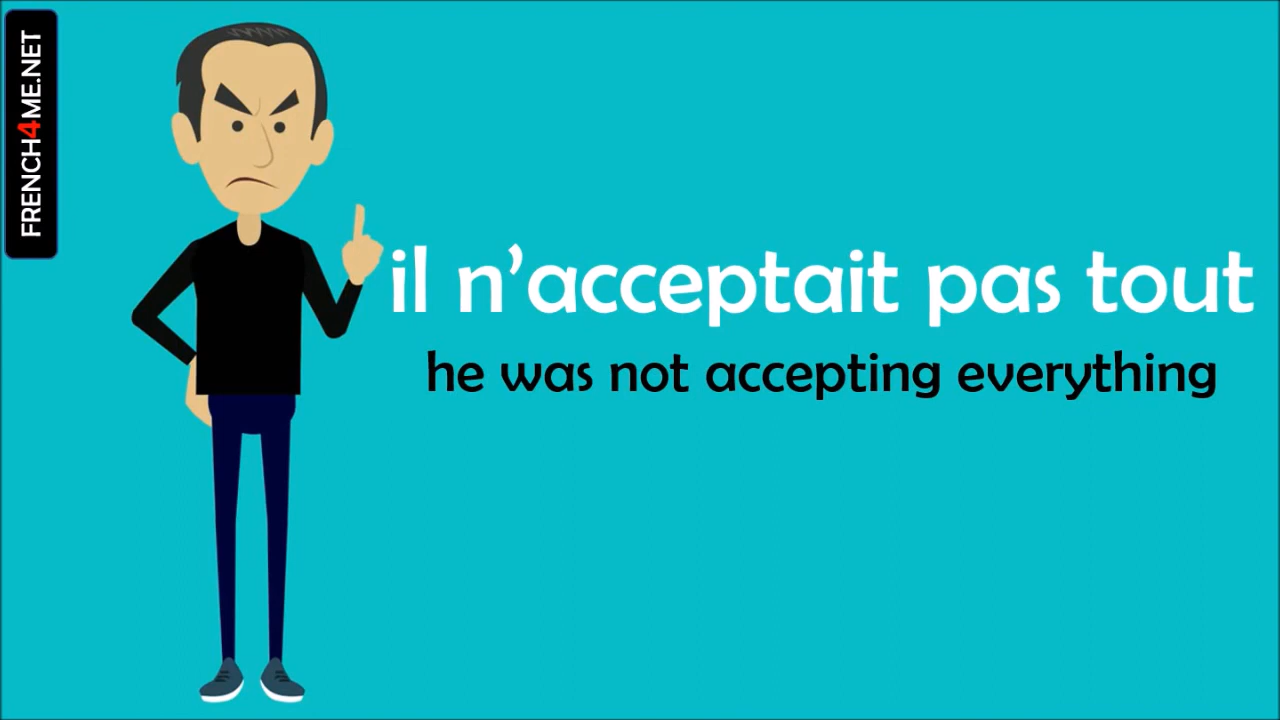 FRENCH4ME.NET
il n’acceptait pas tout
he was not accepting everything